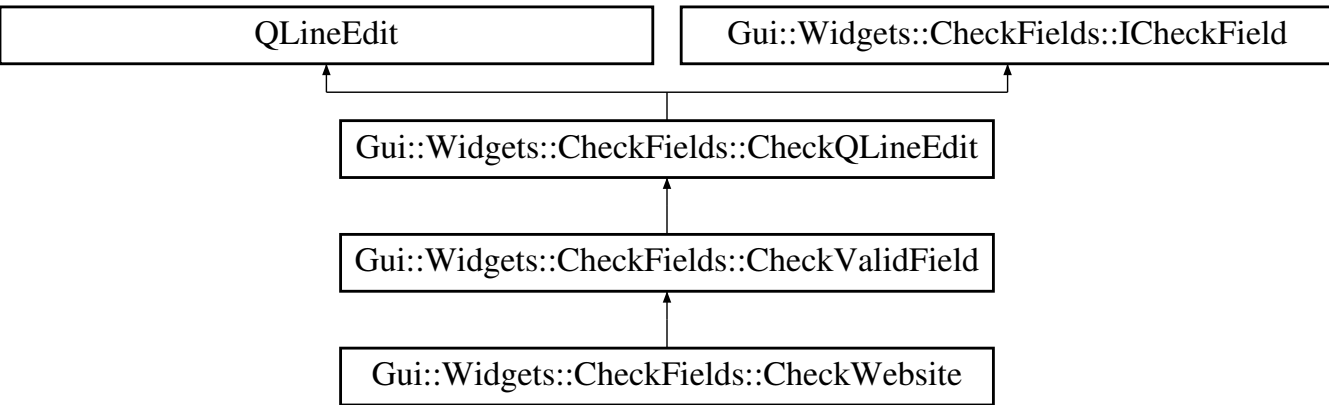 QLineEdit
Gui::Widgets::CheckFields::ICheckField
Gui::Widgets::CheckFields::CheckQLineEdit
Gui::Widgets::CheckFields::CheckValidField
Gui::Widgets::CheckFields::CheckWebsite